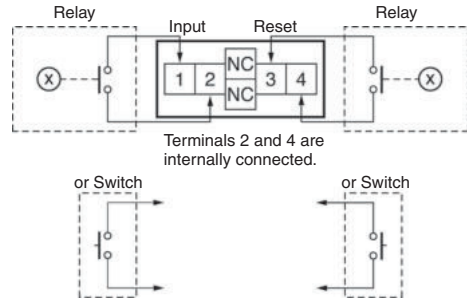 Relay
Input
Reset
Relay
X
1
2
NC
NC
3
4
X
Terminals 2 and 4 are
internally connected.
or Switch
or Switch